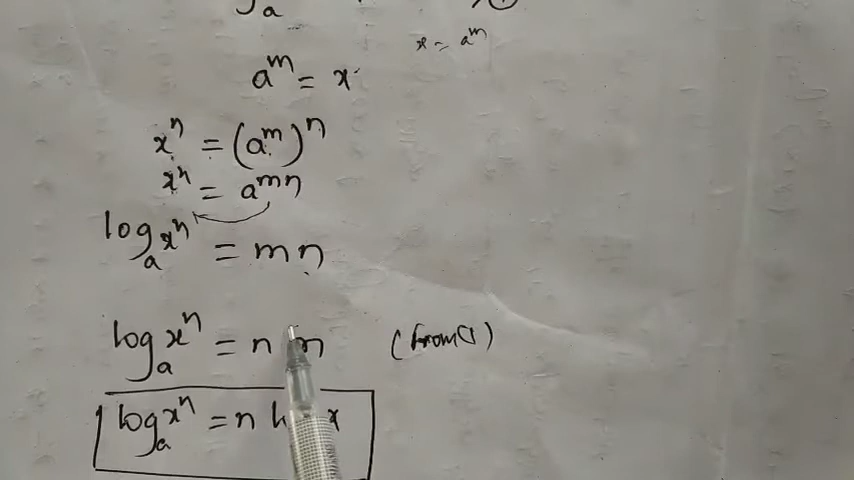 a
x = a^m
a^m = x
x^n = (a^m)^n
x^n = a^mn
log_a x^n = mn
log_a x^n = n m (from ①)
log_a x^n = n l x